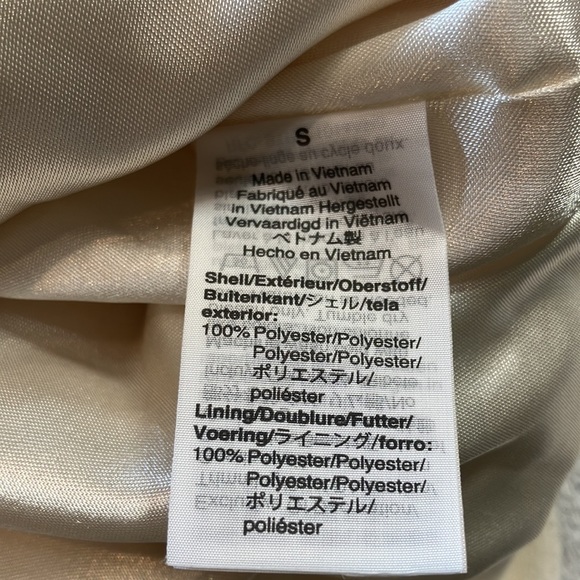 S
Made in Vietnam
Fabriqué au Vietnam
in Vietnam Hergestellt
Vervaardigd in Viëtnam
ベトナム製
Hecho en Vietnam
Shell/Extérieur/Oberstoff/
Buitenkant/シェル/tela
exterior:
100% Polyester/Polyester/
Polyester/Polyester/
ポリエステル/
poliéster
Lining/Doublure/Futter/
Voering/ライニング/forro:
100% Polyester/Polyester/
Polyester/Polyester/
ポリエステル/
poliéster